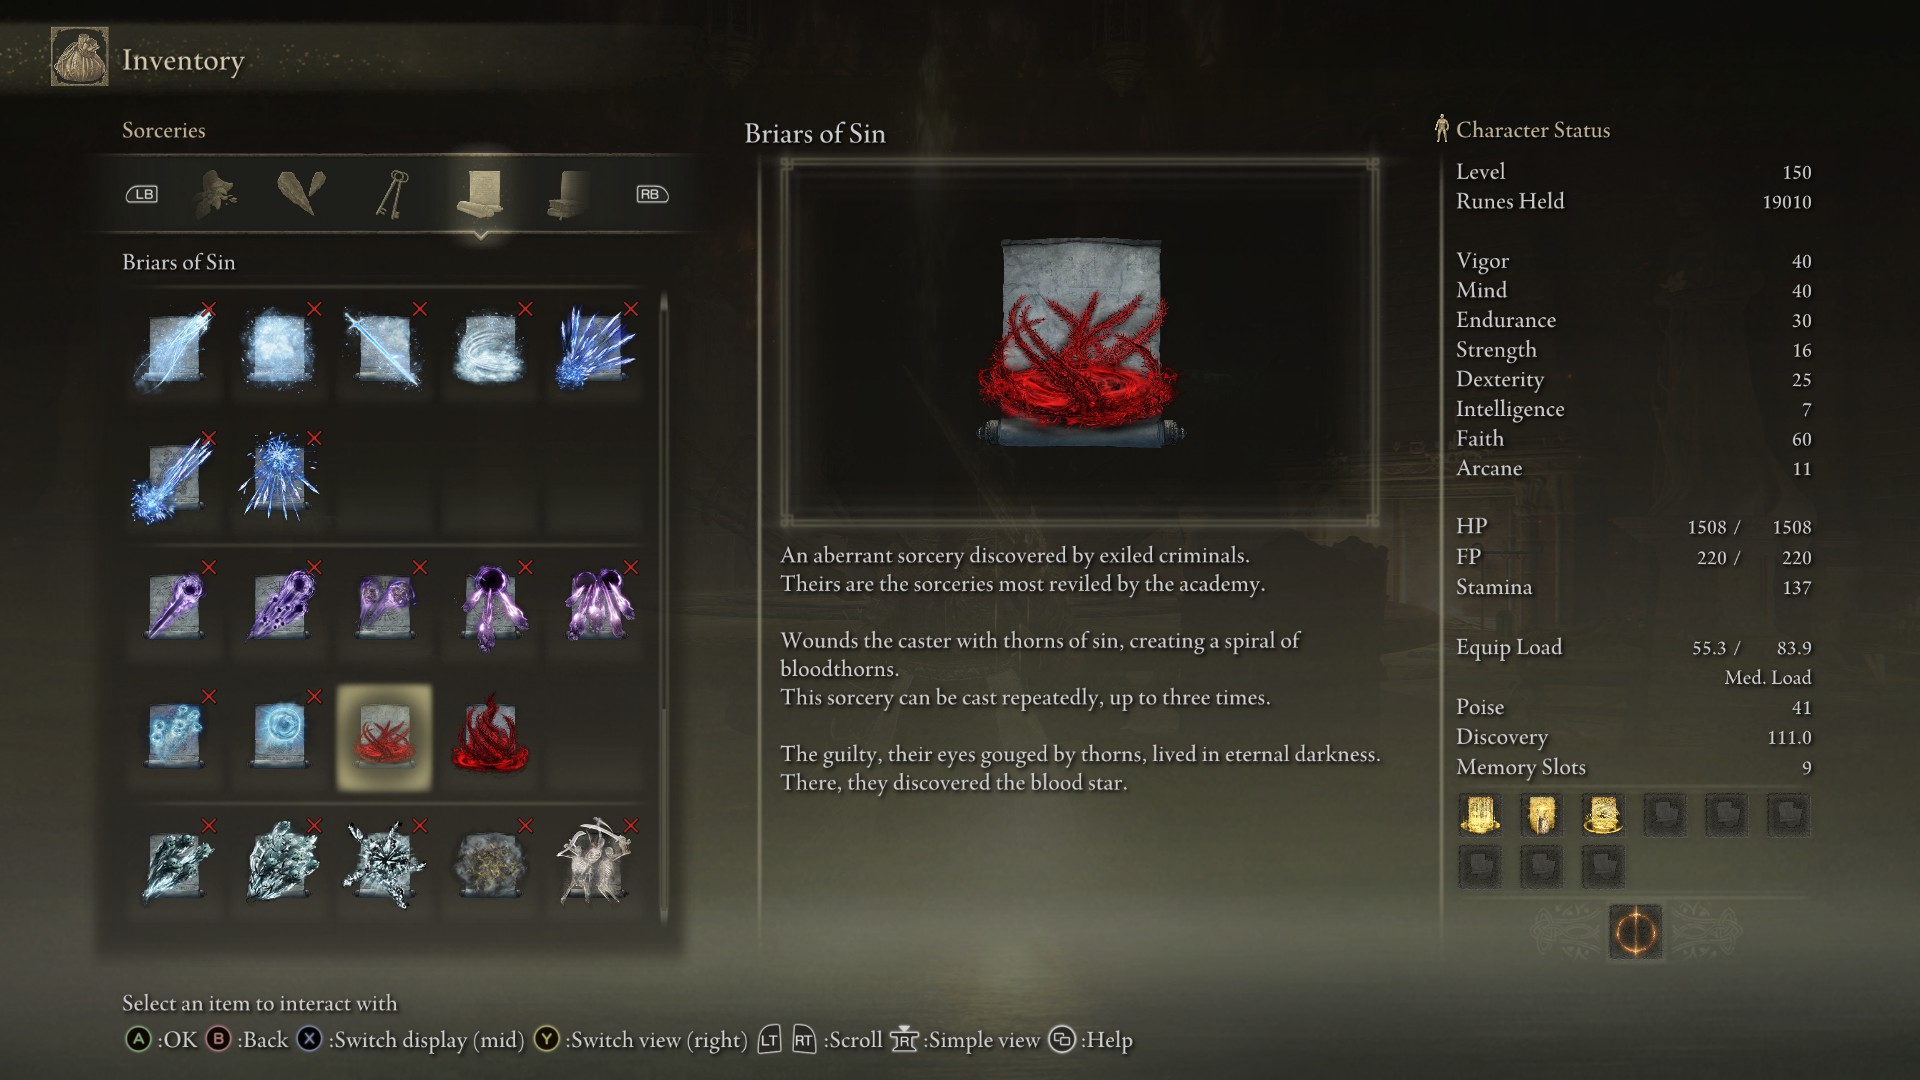 Inventory
Sorceries
LB
RB
Briars of Sin
Briars of Sin
An aberrant sorcery discovered by exiled criminals.
Theirs are the sorceries most reviled by the academy.
Wounds the caster with thorns of sin, creating a spiral of
bloodthorns.
This sorcery can be cast repeatedly, up to three times.
The guilty, their eyes gouged by thorns, lived in eternal darkness.
There, they discovered the blood star.
Character Status
Level 150
Runes Held 19010
Vigor 40
Mind 40
Endurance 30
Strength 16
Dexterity 25
Intelligence 7
Faith 60
Arcane 11
HP 1508 / 1508
FP 220 / 220
Stamina 137
Equip Load 55.3 / 83.9
Med. Load
Poise 41
Discovery 111.0
Memory Slots 9
Select an item to interact with
A :OK B :Back X :Switch display (mid) Y :Switch view (right) LT RT :Scroll R :Simple view :Help